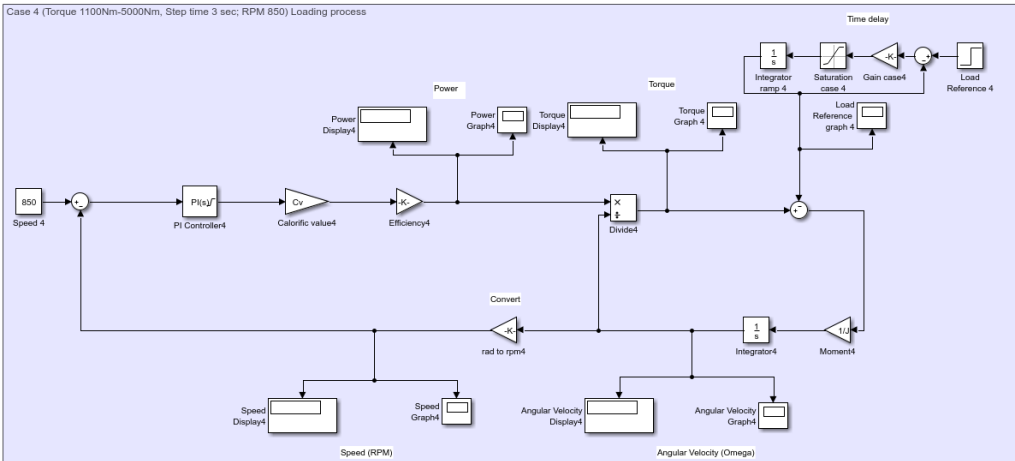 Case 4 (Torque 1100Nm-5000Nm, Step time 3 sec; RPM 850) Loading process
Time delay
1
s
-K-
Integrator
ramp 4
Saturation
case 4
Gain case4
Load
Reference 4
Power
Torque
Power
Display4
Power
Graph4
Torque
Display4
Torque
Graph 4
Load
Reference
graph 4
850
PI(s)
Cv
-K-
Speed 4
PI Controller4
Calorific value4
Efficiency4
Divide4
Convert
-K-
1
s
1/J
rad to rpm4
Integrator4
Moment4
Speed
Display4
Speed
Graph4
Angular Velocity
Display4
Angular Velocity
Graph4
Speed (RPM)
Angular Velocity (Omega)